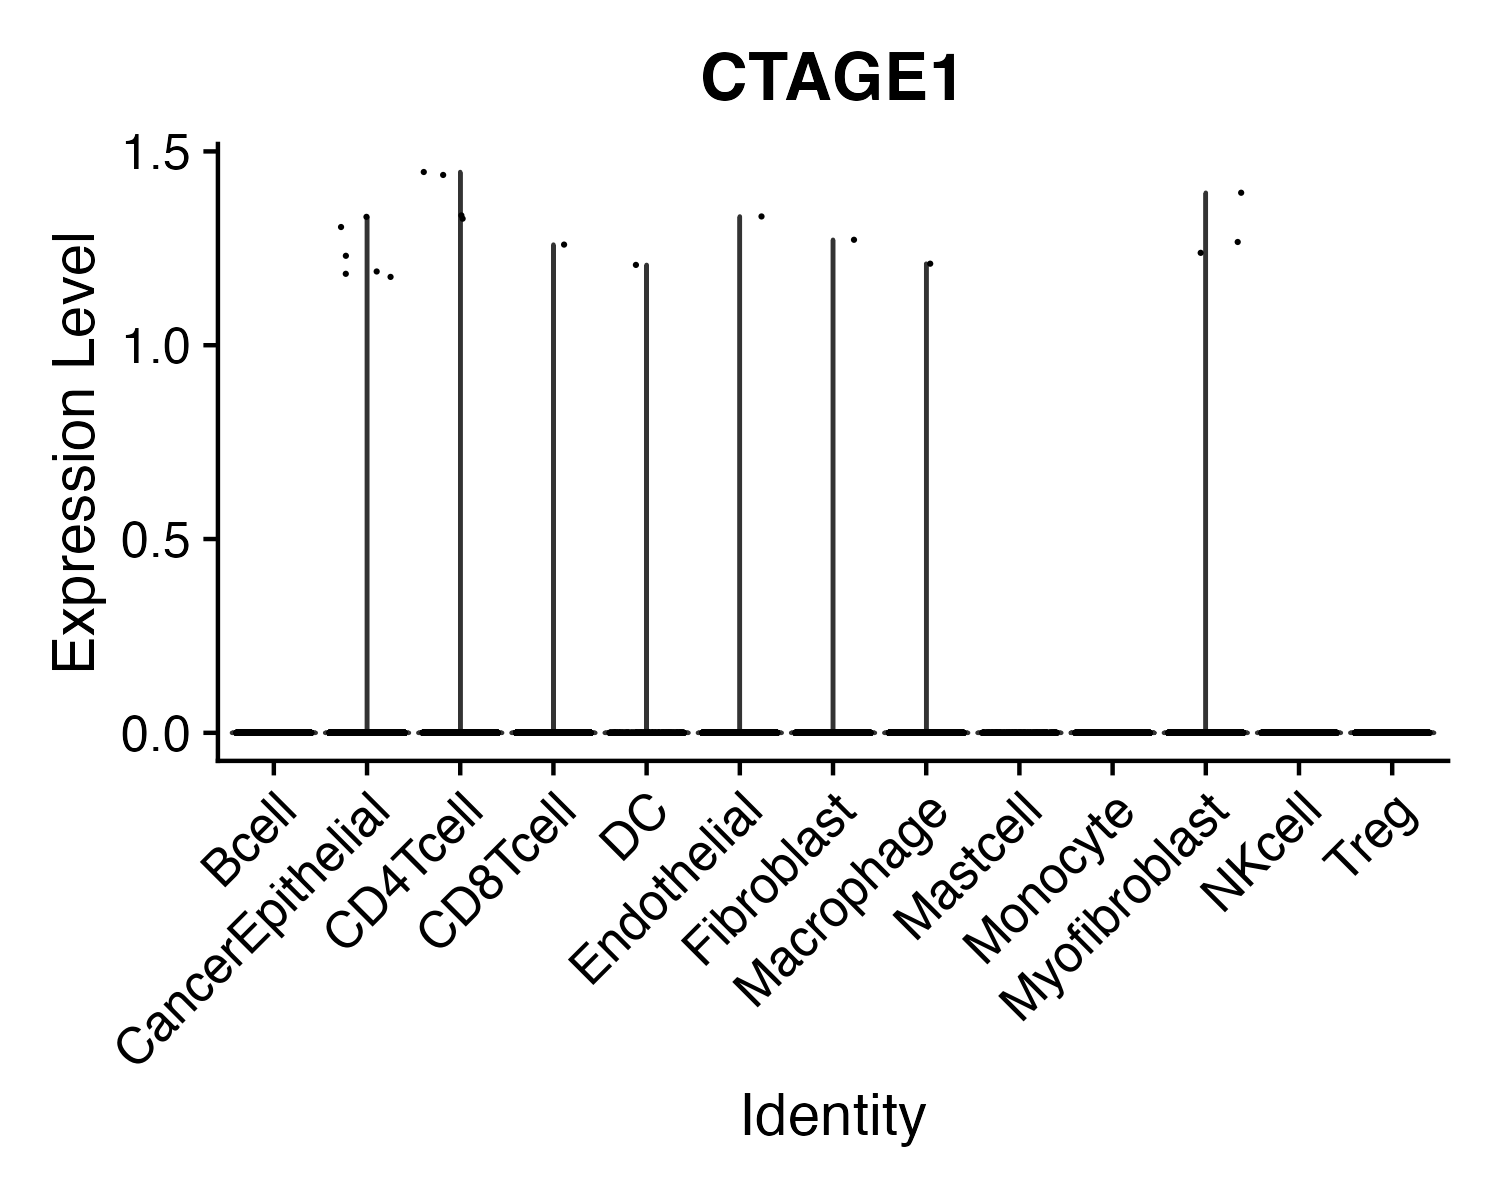 CTAGE1
Expression Level
1.5
1.0
0.5
0.0
Bcell
CancerEpithelial
CD4Tcell
CD8Tcell
DC
Endothelial
Fibroblast
Macrophage
Mastcell
Monocyte
Myofibroblast
NKcell
Treg
Identity